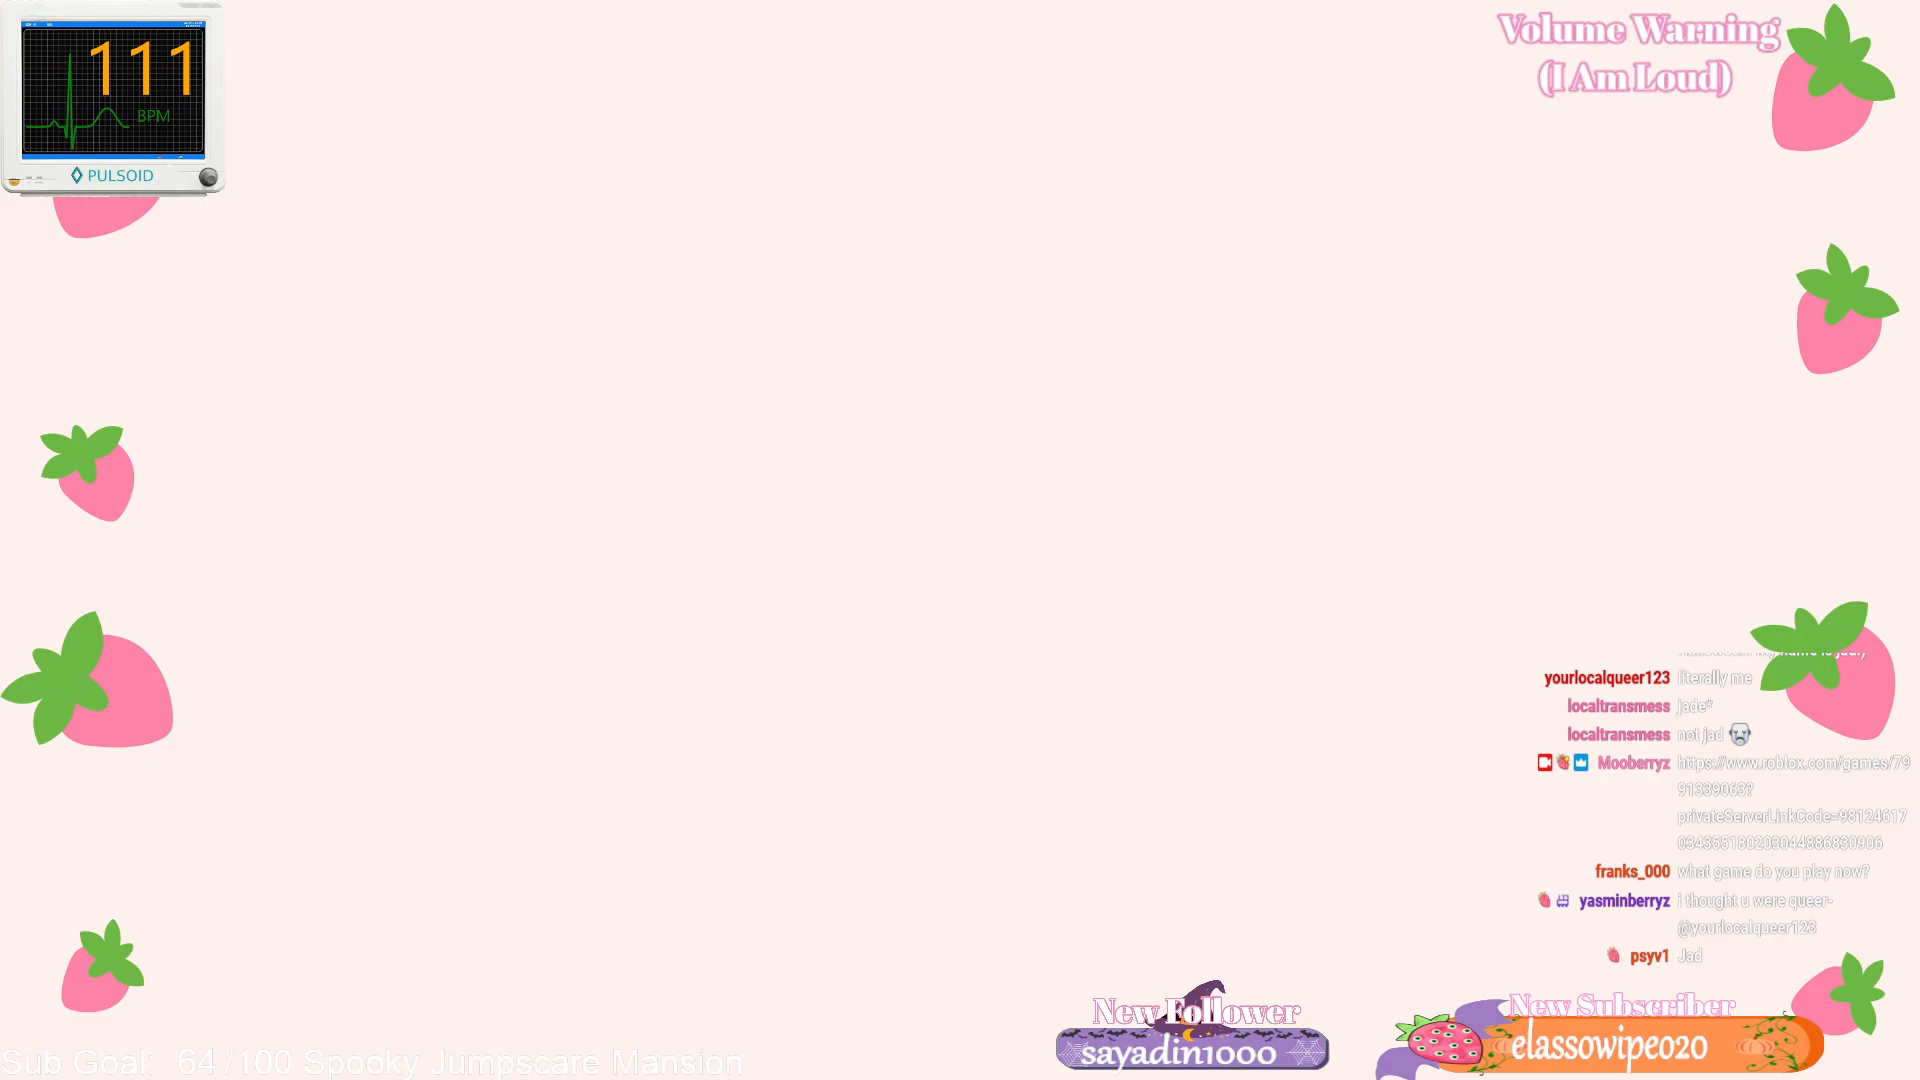 111
BPM
PULSOID
Volume Warning
(I Am Loud)
yourlocalqueer123 literally me
localtransmess jade*
localtransmess not jad
Mooberryz https://www.roblox.com/games/79
91339063?
privateServerLinkCode=98124617
034355180203044886830906
franks_000 what game do you play now?
yasminberryz i thought u were queer-
@yourlocalqueer123
psyv1 Jad
New Follower
sayadin1000
New Subscriber
elassowipe020
Sub Goal: 64 /100 Spooky Jumpscare Mansion